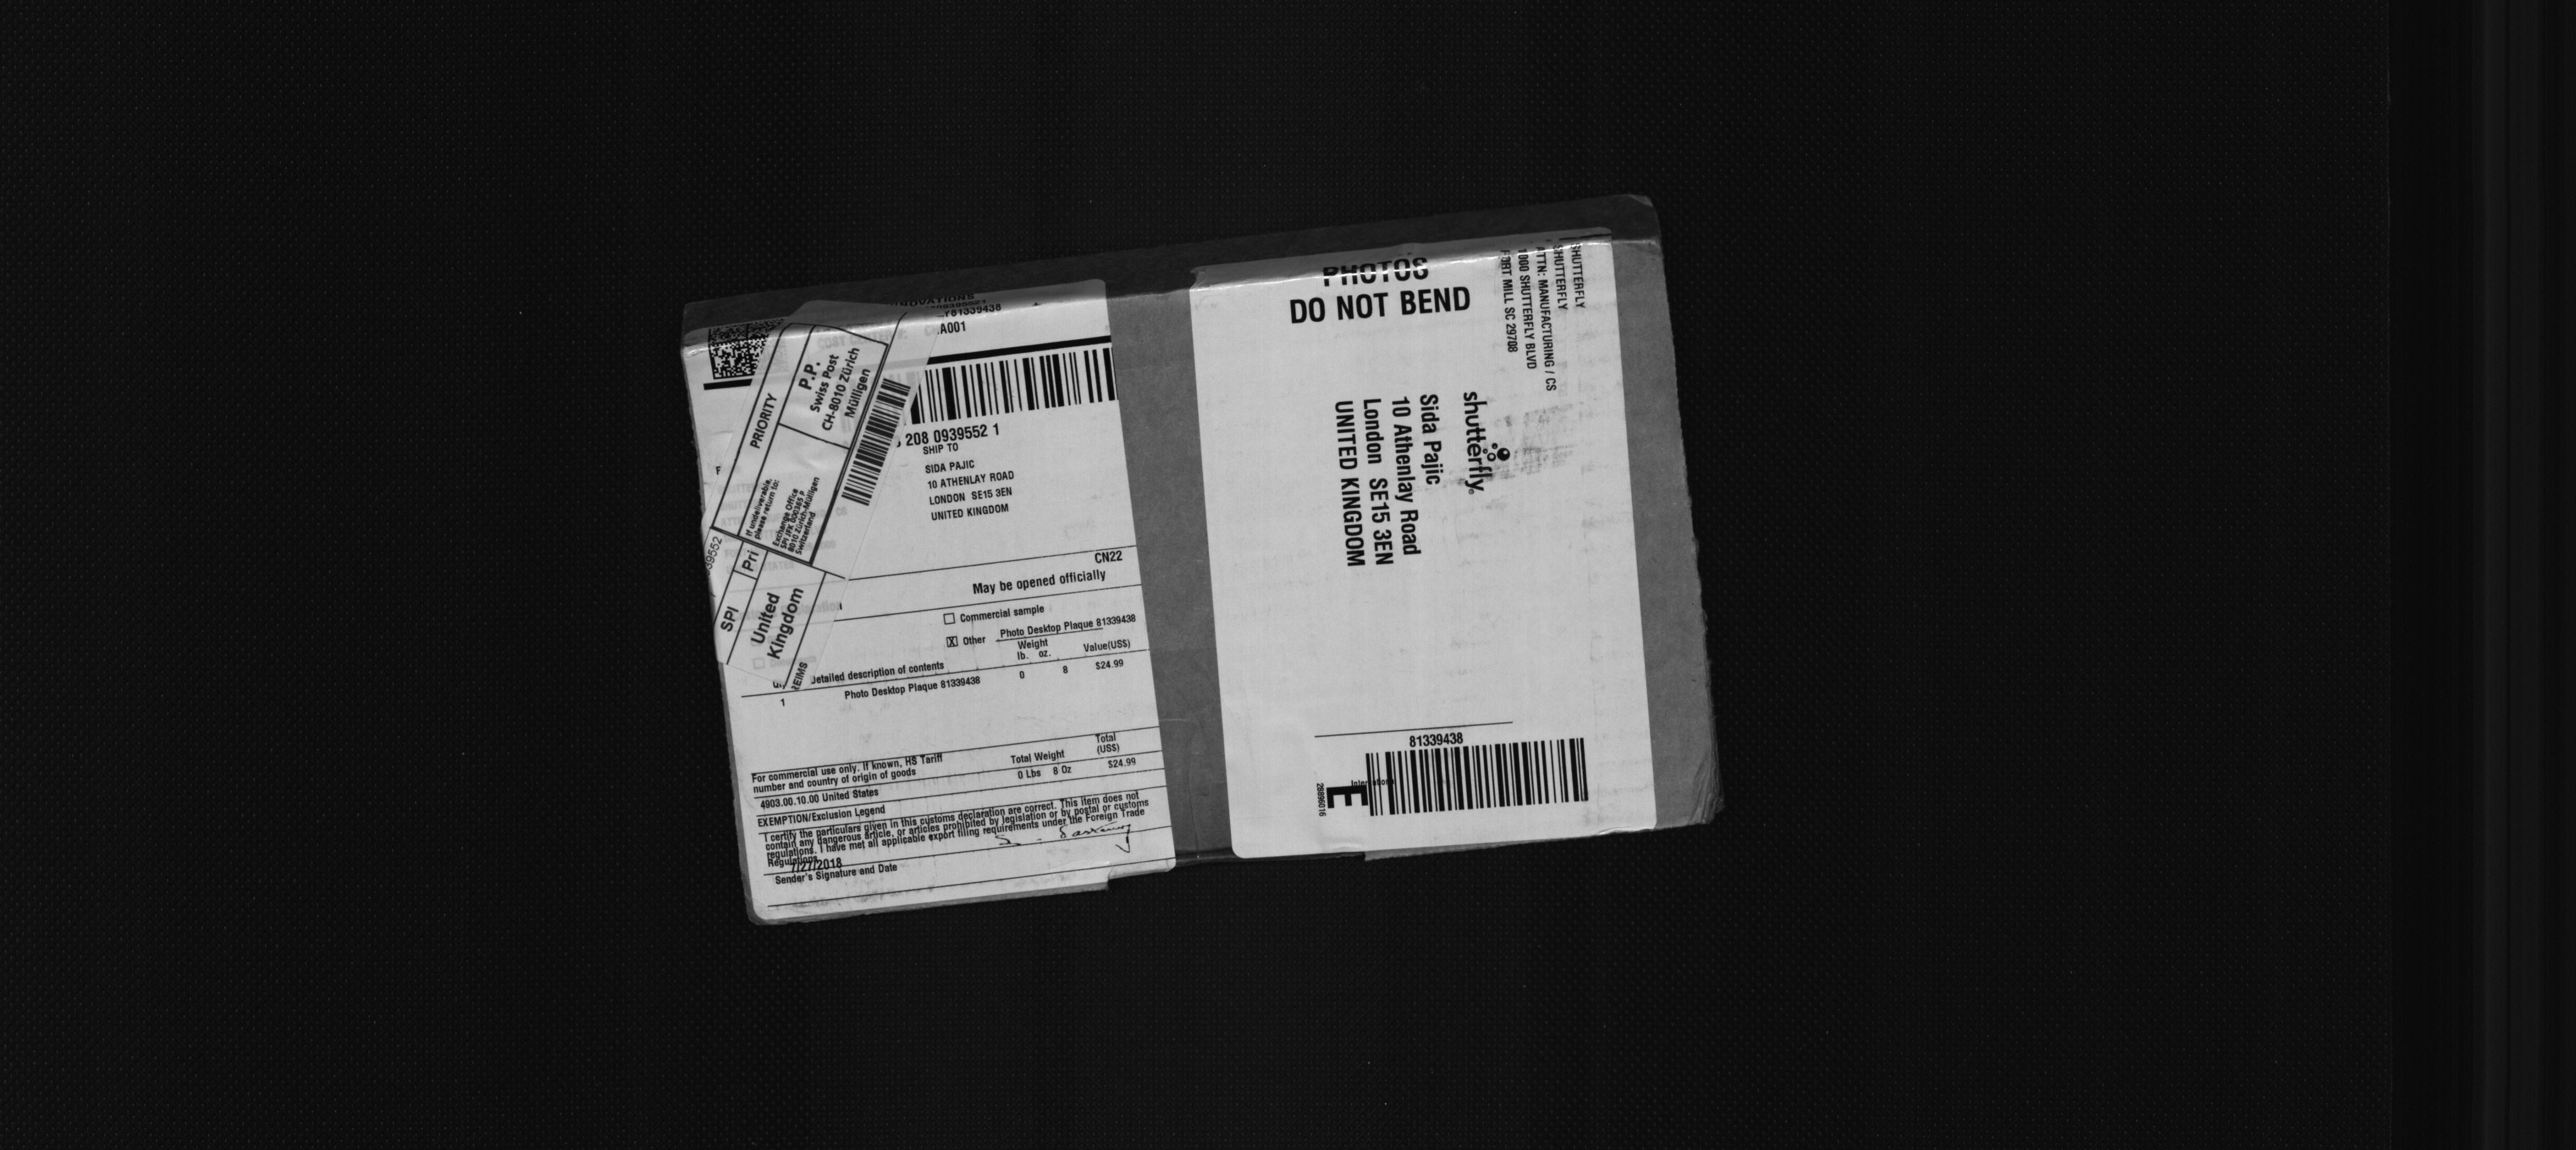 NOVATIONS
81339438
A001
208 0939552 1
SHIP TO
SIDA PAJIC
10 ATHENLAY ROAD
LONDON SE15 3EN
UNITED KINGDOM
PRIORITY
P.P.
Swiss Post
CH-8010 Zürich
Mülligen
If undeliverable,
please return to:
Exchange Office
SPI JFK 000365 P
8010 Zürich-Mülligen
Switzerland
39552
SPI
Pri
United
Kingdom
REIMS
CN22
May be opened officially
Commercial sample
X Other Photo Desktop Plaque 81339438
Weight
lb. oz.
Value(US$)
Detailed description of contents
1 Photo Desktop Plaque 81339438 0 8 $24.99
For commercial use only. If known, HS Tariff
number and country of origin of goods
Total Weight
Total
(US$)
0 Lbs 8 Oz
$24.99
4903.00.10.00 United States
EXEMPTION/Exclusion Legend
I certify the particulars given in this customs declaration are correct. This item does not
contain any dangerous article, or articles prohibited by legislation or by postal or customs
regulations. I have met all applicable export filing requirements under the Foreign Trade
Regulations.
7/27/2018
Sender's Signature and Date
PHOTOS
DO NOT BEND
SHUTTERFLY
SHUTTERFLY
ATTN: MANUFACTURING / CS
1000 SHUTTERFLY BLVD
FORT MILL SC 29708
shutterfly.
Sida Pajic
10 Athenlay Road
London SE15 3EN
UNITED KINGDOM
81339438
International
E